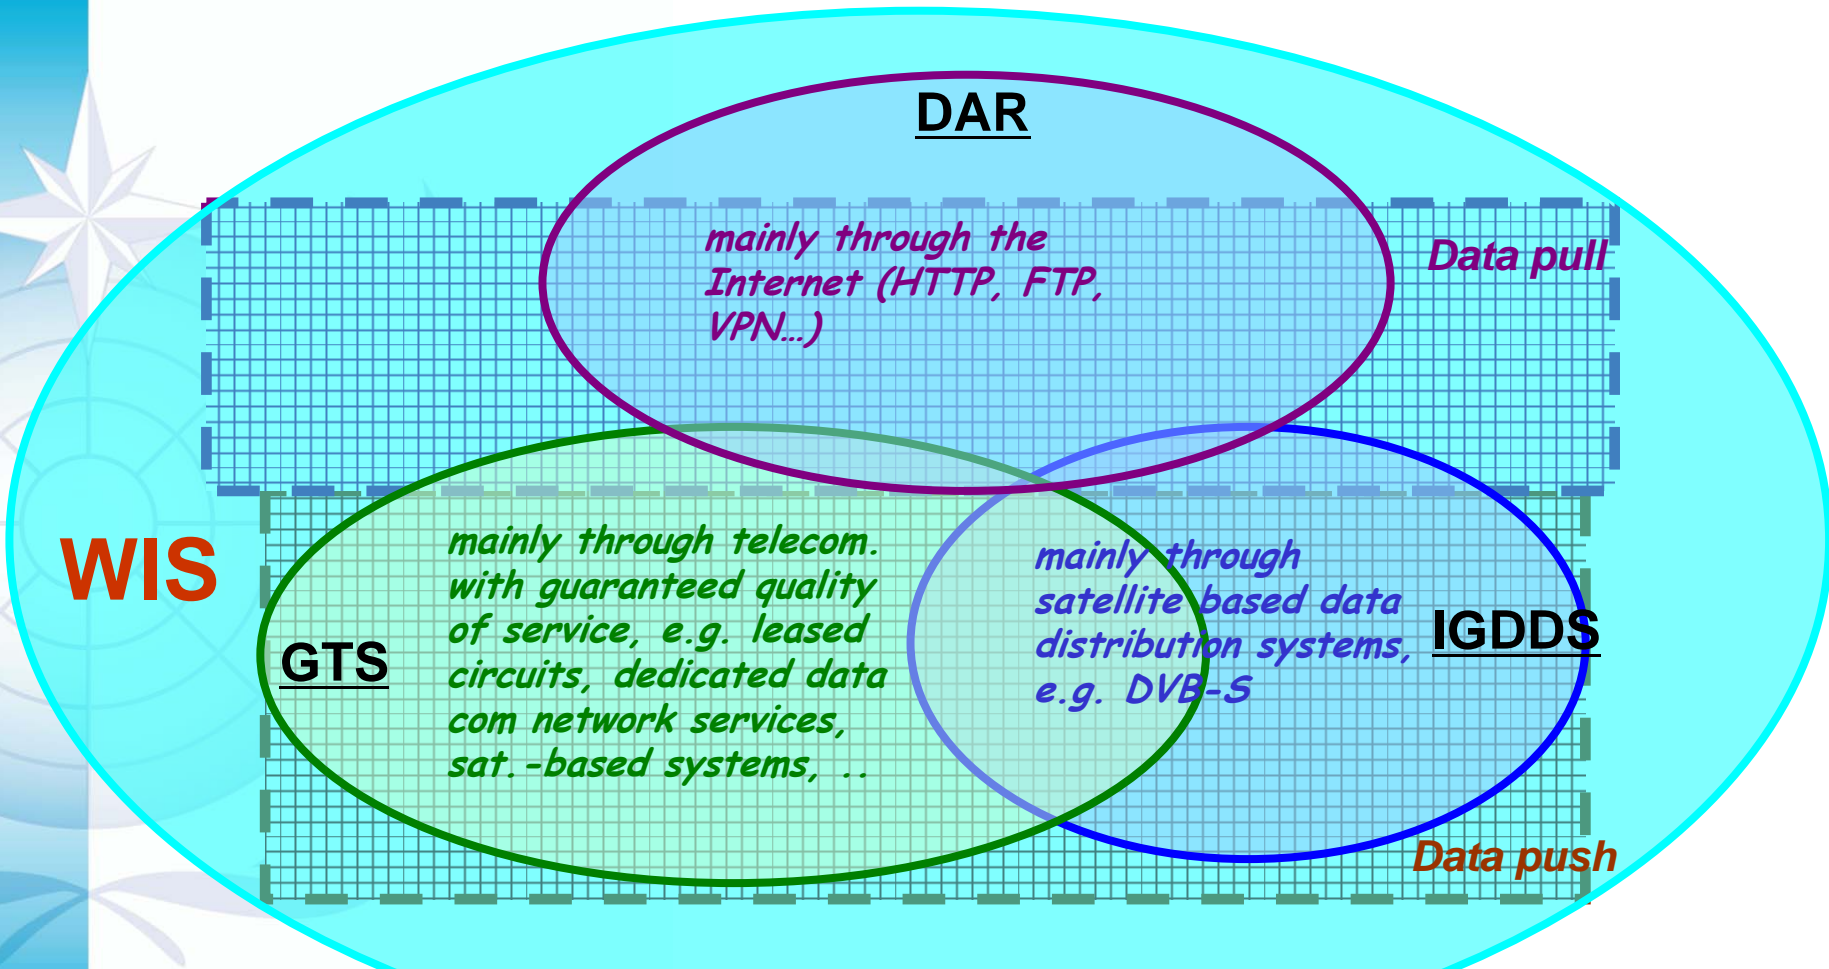 DAR
mainly through the
Internet (HTTP, FTP,
VPN…)
Data pull
WIS
GTS
mainly through telecom.
with guaranteed quality
of service, e.g. leased
circuits, dedicated data
com network services,
sat.-based systems, ..
mainly through
satellite based data
distribution systems,
e.g. DVB-S
IGDDS
Data push